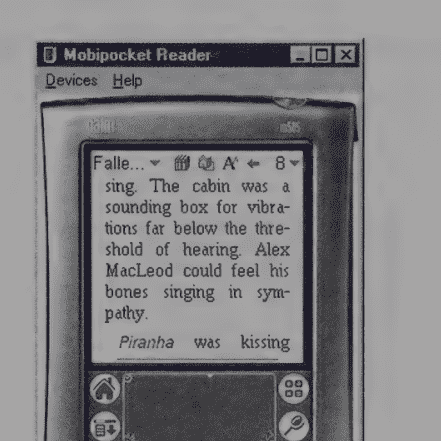 Mobipocket Reader
Devices Help
Falle... A 8
sing. The cabin was a
sounding box for vibra-
tions far below the thre-
shold of hearing. Alex
MacLeod could feel his
bones singing in sym-
pathy.
Piranha was kissing